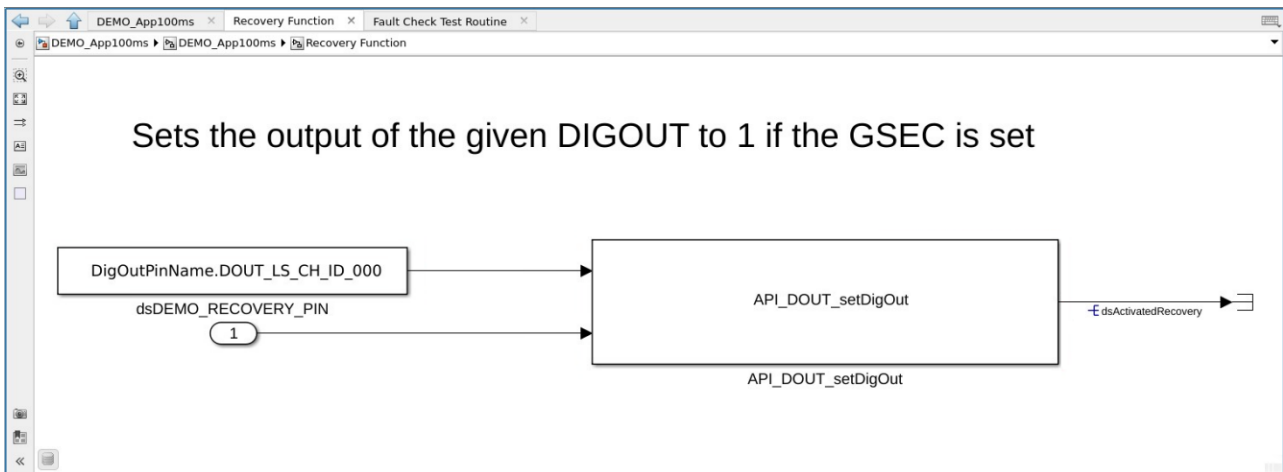 DEMO_App100ms × Recovery Function × Fault Check Test Routine ×
DEMO_App100ms DEMO_App100ms Recovery Function
Sets the output of the given DIGOUT to 1 if the GSEC is set
DigOutPinName.DOUT_LS_CH_ID_000
API_DOUT_setDigOut
dsDEMO_RECOVERY_PIN
dsActivatedRecovery
1
API_DOUT_setDigOut